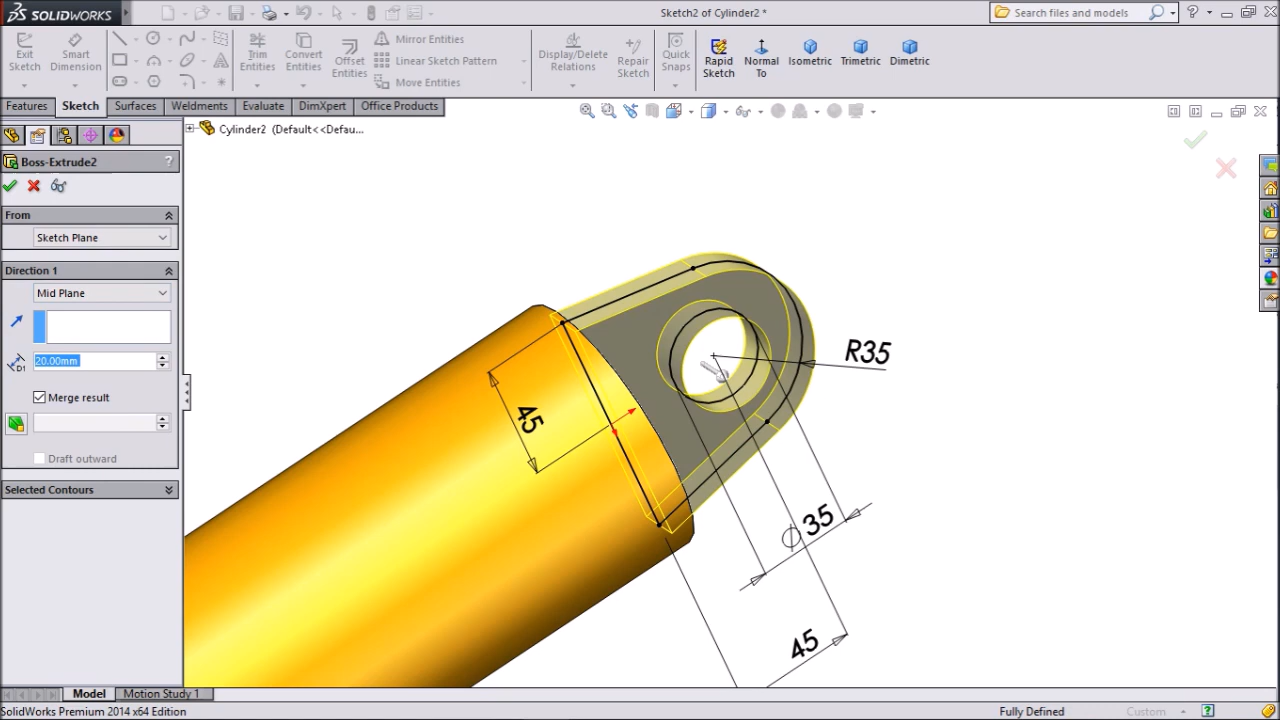 SOLIDWORKS
Sketch2 of Cylinder2 *
Search files and models
Exit Sketch
Smart Dimension
Trim Entities
Convert Entities
Offset Entities
Mirror Entities
Linear Sketch Pattern
Move Entities
Display/Delete Relations
Repair Sketch
Quick Snaps
Rapid Sketch
Normal To
Isometric
Trimetric
Dimetric
Features
Sketch
Surfaces
Weldments
Evaluate
DimXpert
Office Products
Cylinder2 (Default<<Defau...
Boss-Extrude2
?
From
Sketch Plane
Direction 1
Mid Plane
D1
20.00mm
Merge result
Draft outward
Selected Contours
R35
45
Ø 35
45
Model
Motion Study 1
SolidWorks Premium 2014 x64 Edition
Fully Defined
Custom